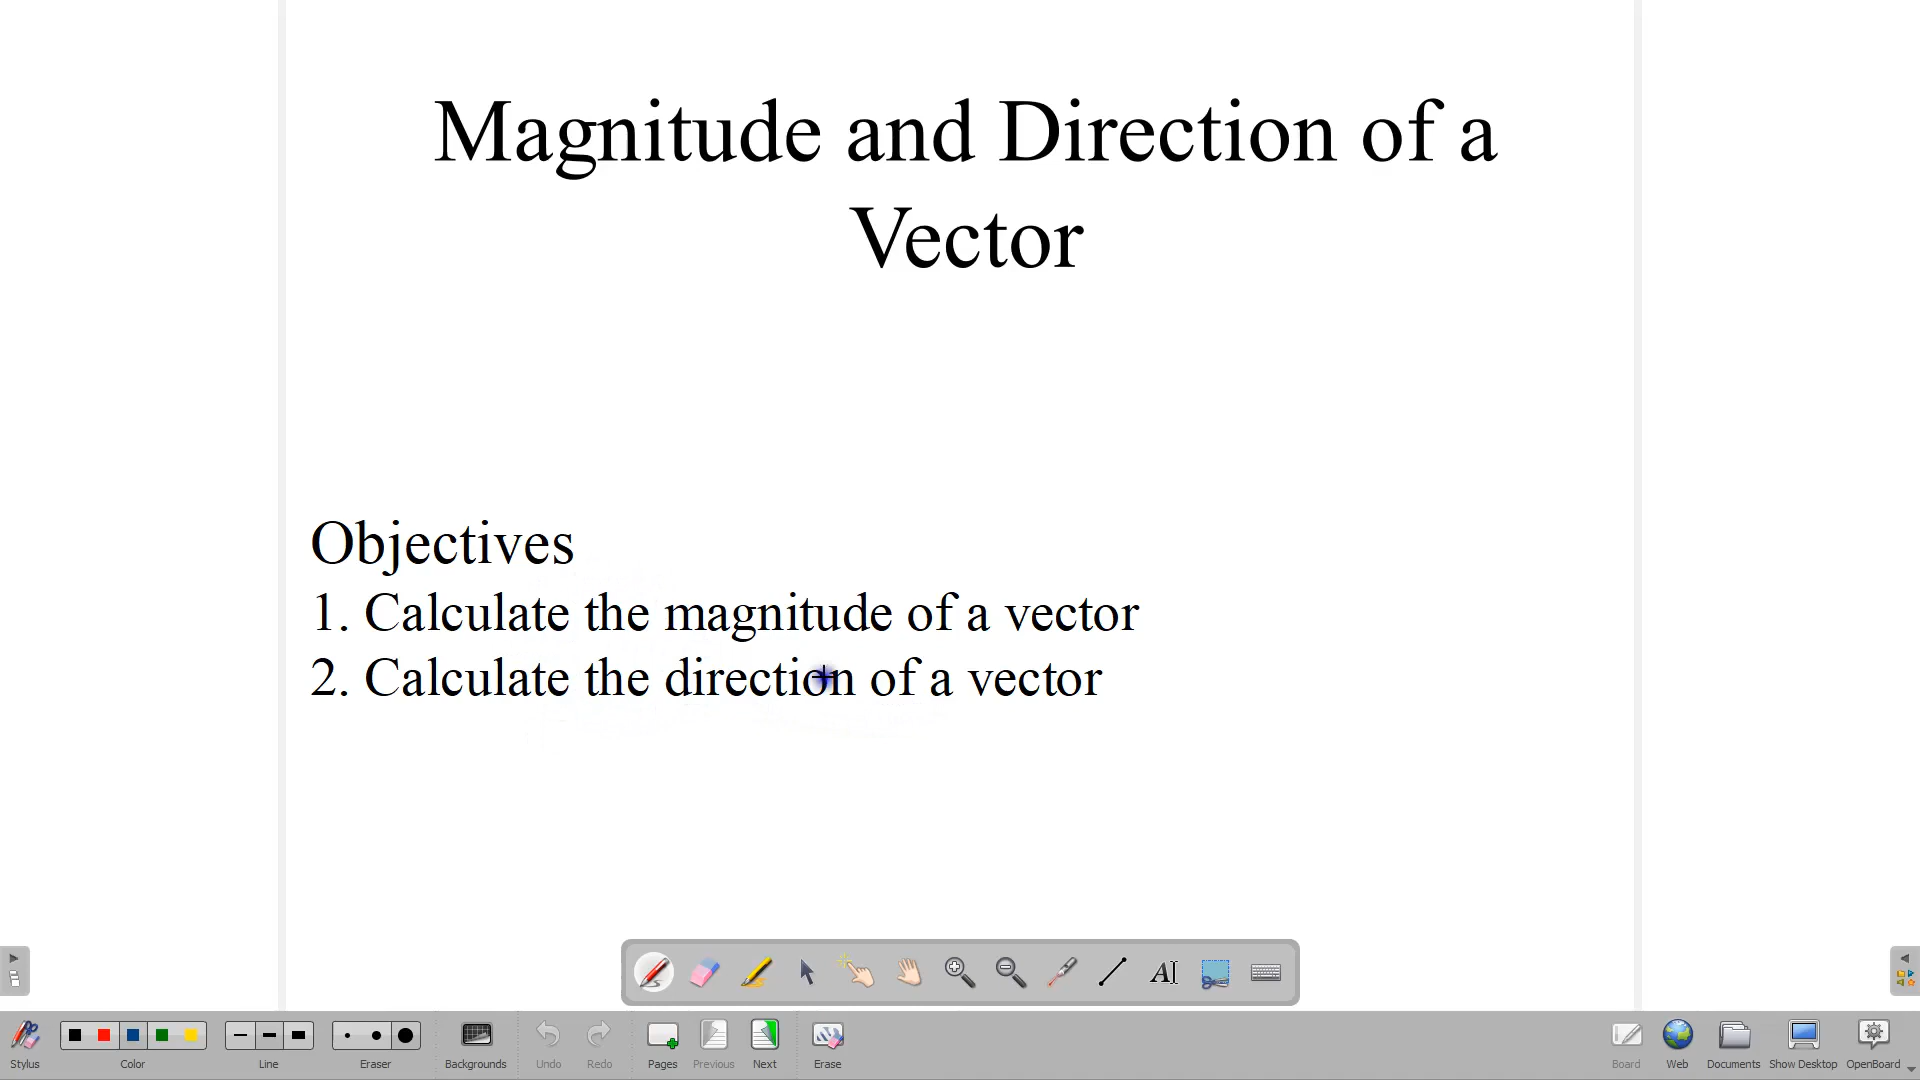 Magnitude and Direction of a
Vector
Objectives
1. Calculate the magnitude of a vector
2. Calculate the direction of a vector
AI
Stylus
Color
Line
Eraser
Backgrounds
Undo
Redo
Pages
Previous
Next
Erase
Board
Web
Documents
Show Desktop
OpenBoard